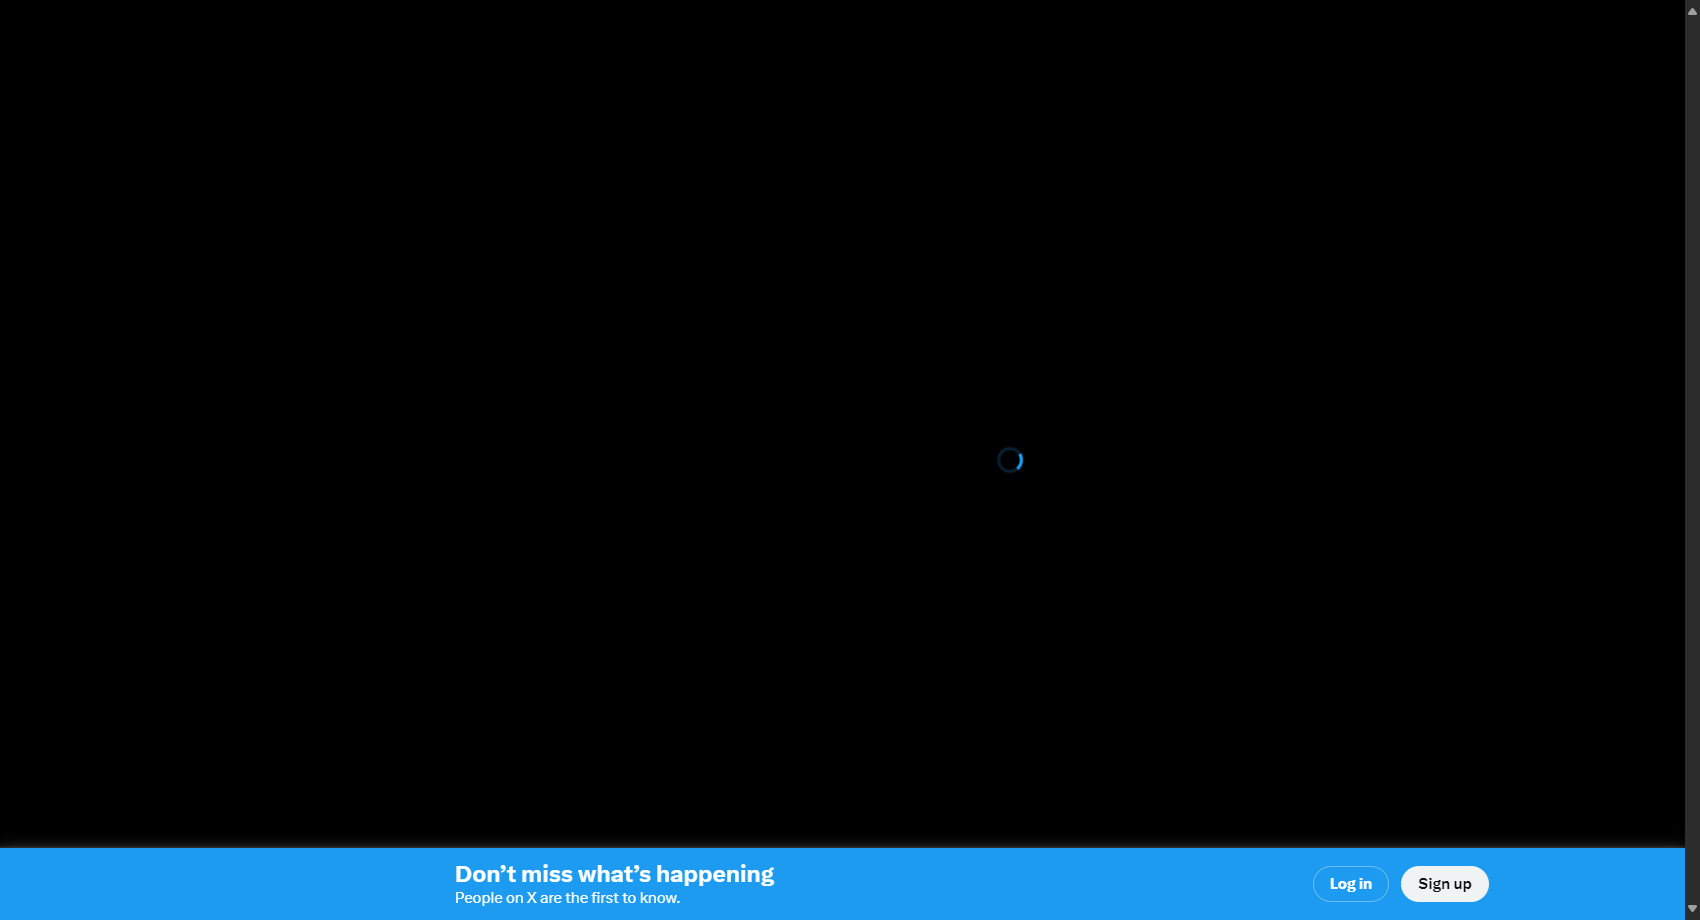 Don’t miss what’s happening
People on X are the first to know.
Log in
Sign up